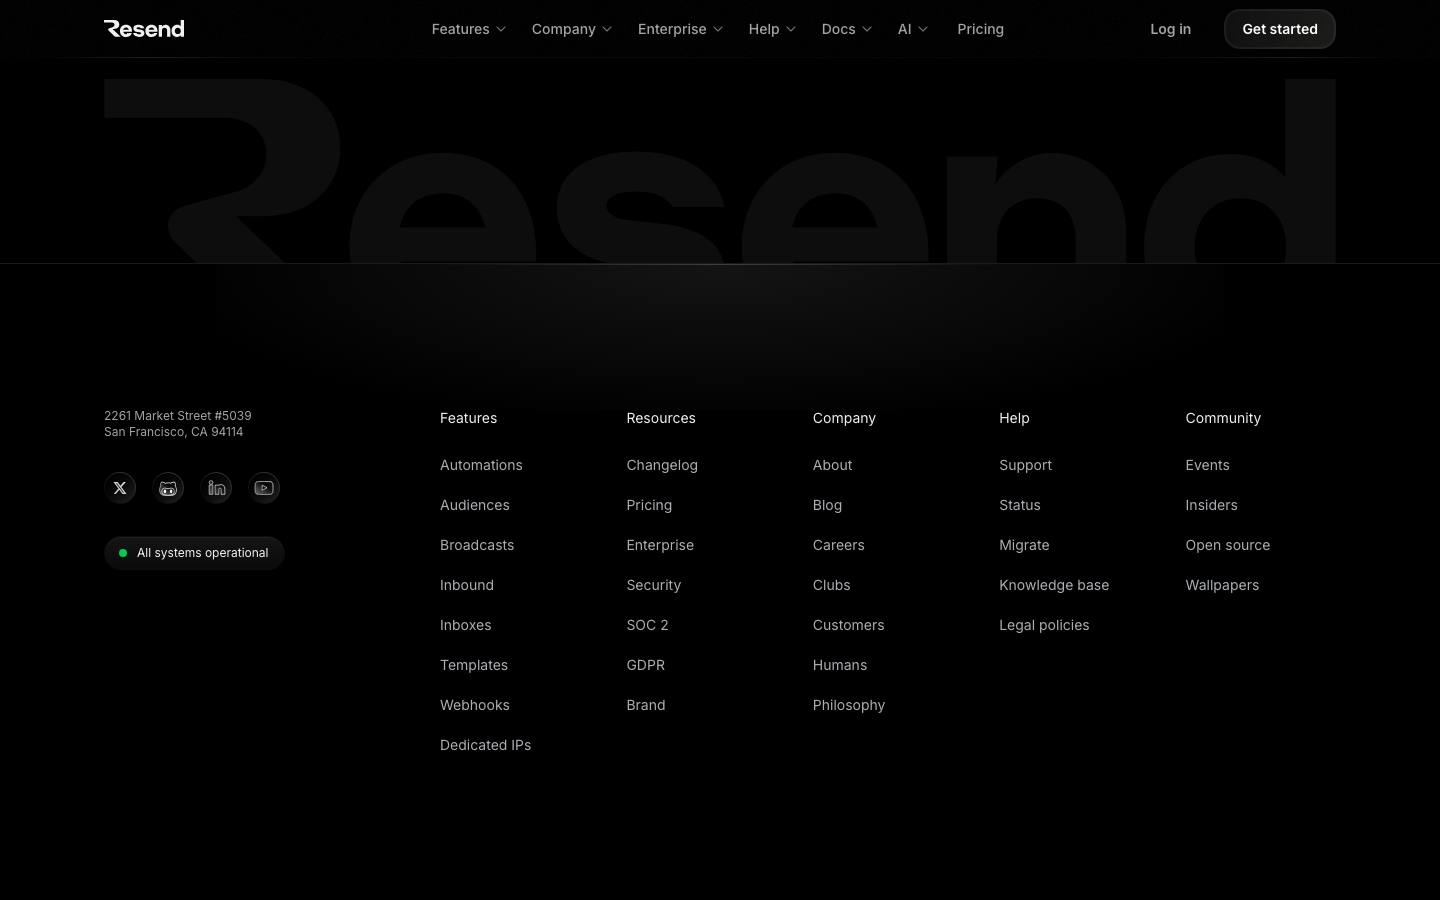 Resend
Features
Company
Enterprise
Help
Docs
AI
Pricing
Log in
Get started
Resend
2261 Market Street #5039
San Francisco, CA 94114
All systems operational
Features
Automations
Audiences
Broadcasts
Inbound
Inboxes
Templates
Webhooks
Dedicated IPs
Resources
Changelog
Pricing
Enterprise
Security
SOC 2
GDPR
Brand
Company
About
Blog
Careers
Clubs
Customers
Humans
Philosophy
Help
Support
Status
Migrate
Knowledge base
Legal policies
Community
Events
Insiders
Open source
Wallpapers